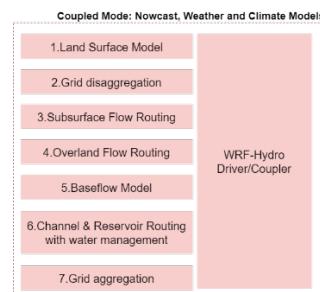 Coupled Mode: Nowcast, Weather and Climate Models
1.Land Surface Model
2.Grid disaggregation
3.Subsurface Flow Routing
4.Overland Flow Routing
5.Baseflow Model
6.Channel & Reservoir Routing
with water management
7.Grid aggregation
WRF-Hydro
Driver/Coupler